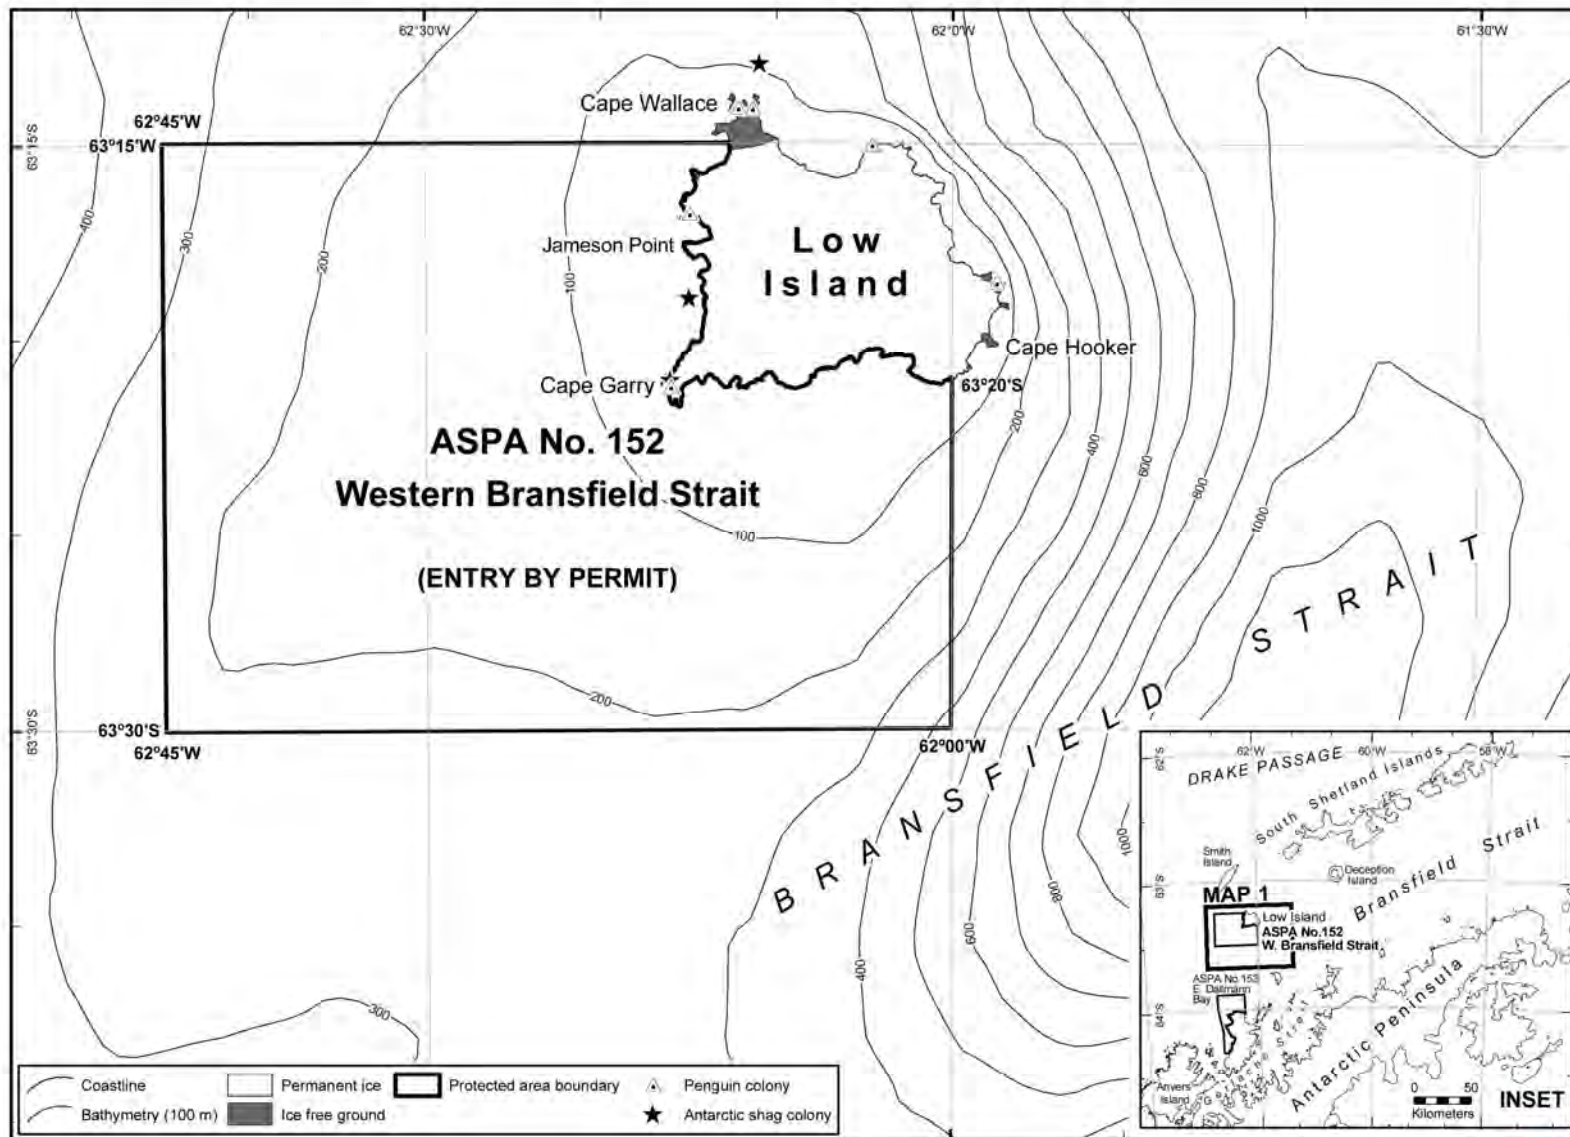 62°30'W
62°0'W
61°30'W
Cape Wallace
62°45'W
63°15'W
63°15'S
400
300
200
100
Jameson Point
Low
Island
Cape Hooker
Cape Garry
63°20'S
200
400
600
800
1000
ASPA No. 152
Western Bransfield Strait
(ENTRY BY PERMIT)
100
200
BRANSFIELD STRAIT
63°30'S
63°30'S
62°45'W
62°00'W
1000
800
600
400
300
62°W
60°W
58°W
62°S
DRAKE PASSAGE
South Shetland Islands
Smith
Island
Deception
Island
Bransfield Strait
63°S
MAP 1
Low Island
ASPA No.152
W. Bransfield Strait
ASPA No 153
E. Dallmann
Bay
64°S
Antarctic Peninsula
Anvers
Island
0 50
Kilometers
INSET
Coastline
Permanent ice
Protected area boundary
Penguin colony
Bathymetry (100 m)
Ice free ground
Antarctic shag colony